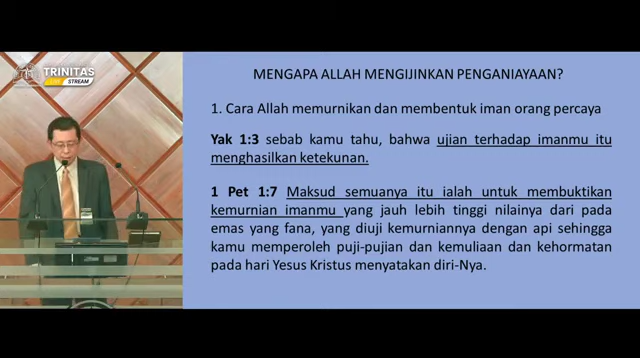 TRINITAS
LIVE STREAM
MENGAPA ALLAH MENGIJINKAN PENGANIAYAAN?
1. Cara Allah memurnikan dan membentuk iman orang percaya
Yak 1:3 sebab kamu tahu, bahwa ujian terhadap imanmu itu
menghasilkan ketekunan.
1 Pet 1:7 Maksud semuanya itu ialah untuk membuktikan
kemurnian imanmu yang jauh lebih tinggi nilainya dari pada
emas yang fana, yang diuji kemurniannya dengan api sehingga
kamu memperoleh puji-pujian dan kemuliaan dan kehormatan
pada hari Yesus Kristus menyatakan diri-Nya.